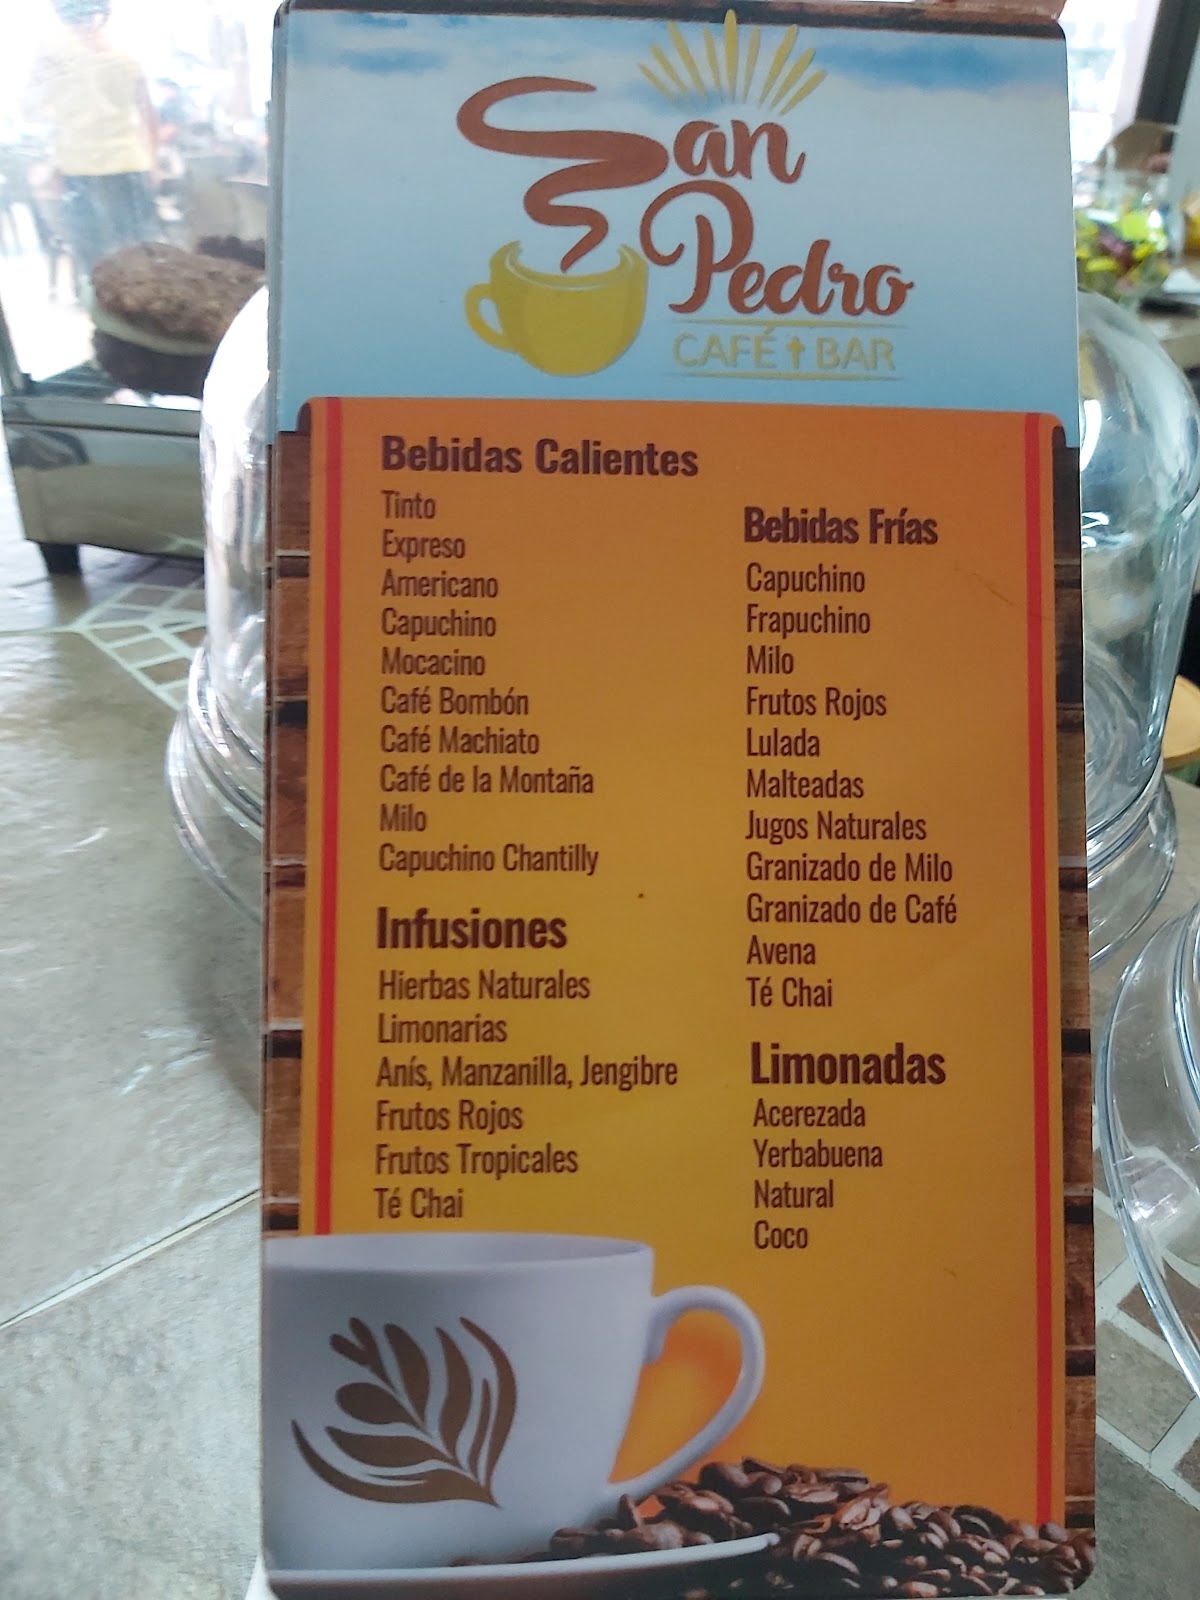 San
Pedro
CAFÉ BAR
Bebidas Calientes
Tinto
Expreso
Americano
Capuchino
Mocacino
Café Bombón
Café Machiato
Café de la Montaña
Milo
Capuchino Chantilly
Infusiones
Hierbas Naturales
Limonarías
Anís, Manzanilla, Jengibre
Frutos Rojos
Frutos Tropicales
Té Chai
Bebidas Frías
Capuchino
Frapuchino
Milo
Frutos Rojos
Lulada
Malteadas
Jugos Naturales
Granizado de Milo
Granizado de Café
Avena
Té Chai
Limonadas
Acerezada
Yerbabuena
Natural
Coco